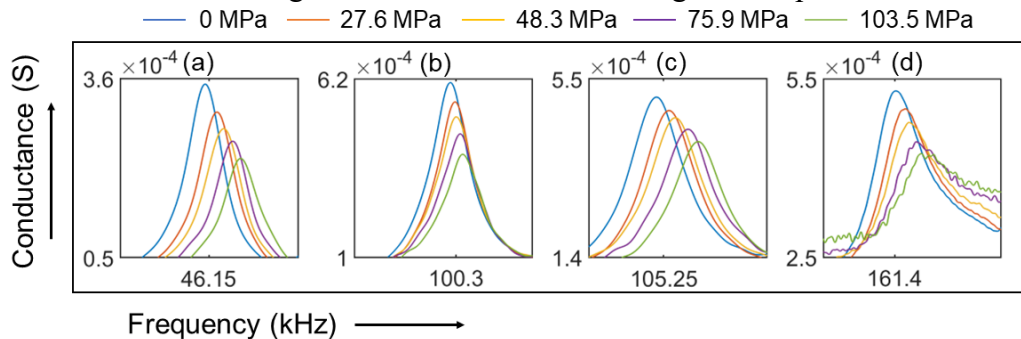 0 MPa 27.6 MPa 48.3 MPa 75.9 MPa 103.5 MPa
Conductance (S)
×10⁻⁴ (a) ×10⁻⁴ (b) ×10⁻⁴ (c) ×10⁻⁴ (d)
3.6 6.2 5.5 5.5
0.5 1 1.4 2.5
46.15 100.3 105.25 161.4
Frequency (kHz)